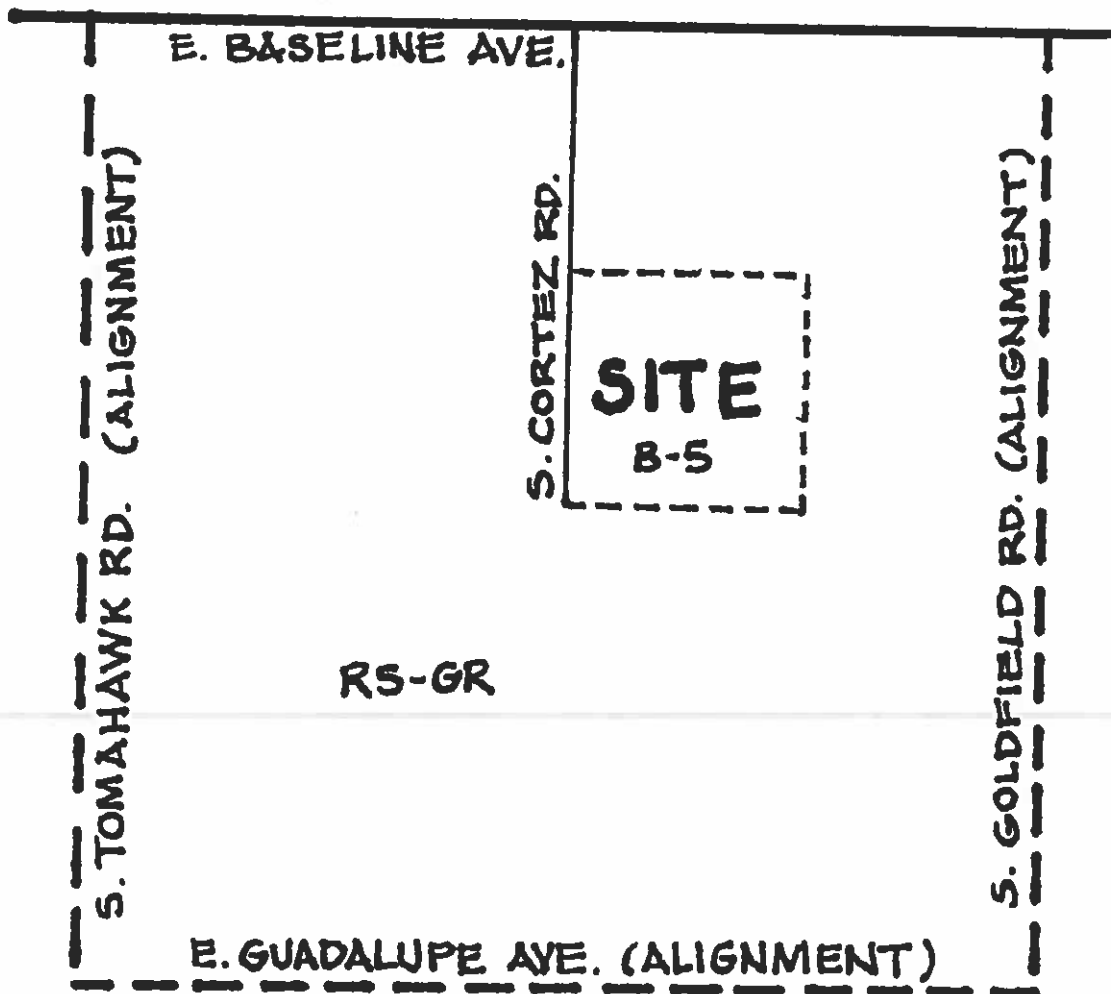 E. BASELINE AVE.
S. TOMAHAWK RD. (ALIGNMENT)
S. CORTEZ RD.
SITE
B-5
S. GOLDFIELD RD. (ALIGNMENT)
RS-GR
E. GUADALUPE AVE. (ALIGNMENT)